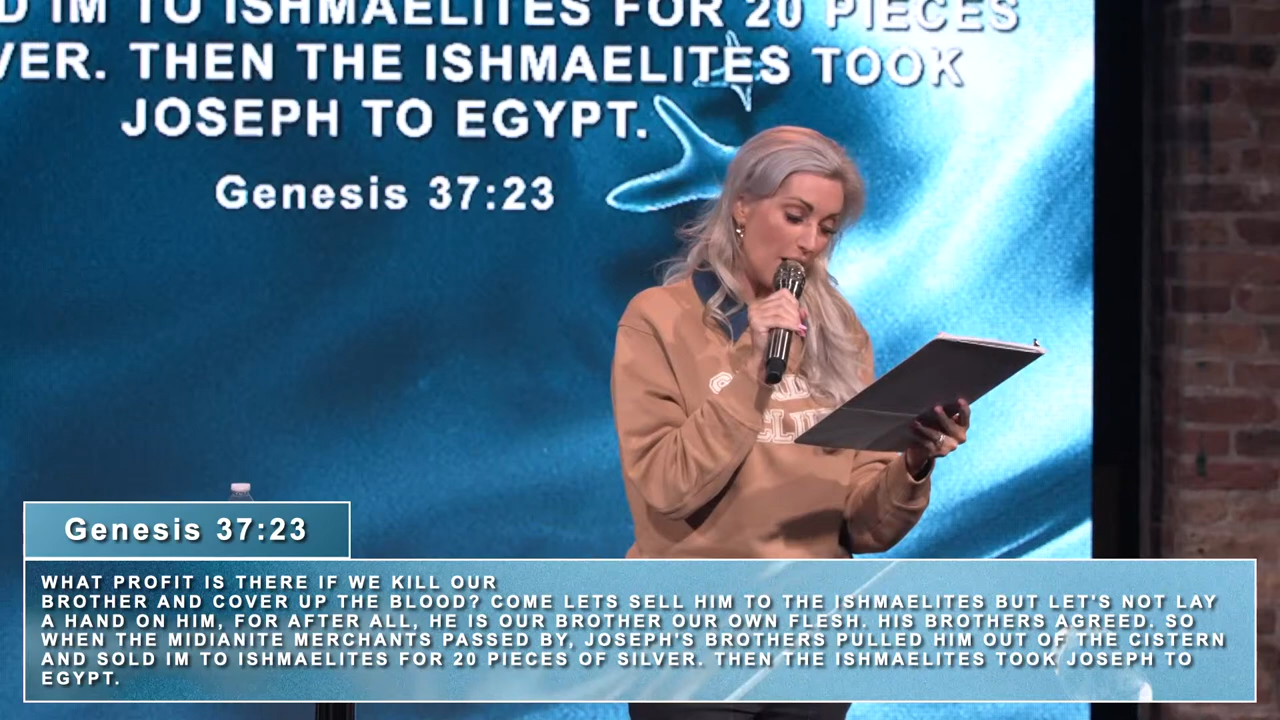 D IM TO ISHMAELITES FOR 20 PIECES
VER. THEN THE ISHMAELITES TOOK
JOSEPH TO EGYPT.
Genesis 37:23
Genesis 37:23
WHAT PROFIT IS THERE IF WE KILL OUR
BROTHER AND COVER UP THE BLOOD? COME LETS SELL HIM TO THE ISHMAELITES BUT LET'S NOT LAY
A HAND ON HIM, FOR AFTER ALL, HE IS OUR BROTHER OUR OWN FLESH. HIS BROTHERS AGREED. SO
WHEN THE MIDIANITE MERCHANTS PASSED BY, JOSEPH'S BROTHERS PULLED HIM OUT OF THE CISTERN
AND SOLD IM TO ISHMAELITES FOR 20 PIECES OF SILVER. THEN THE ISHMAELITES TOOK JOSEPH TO
EGYPT.